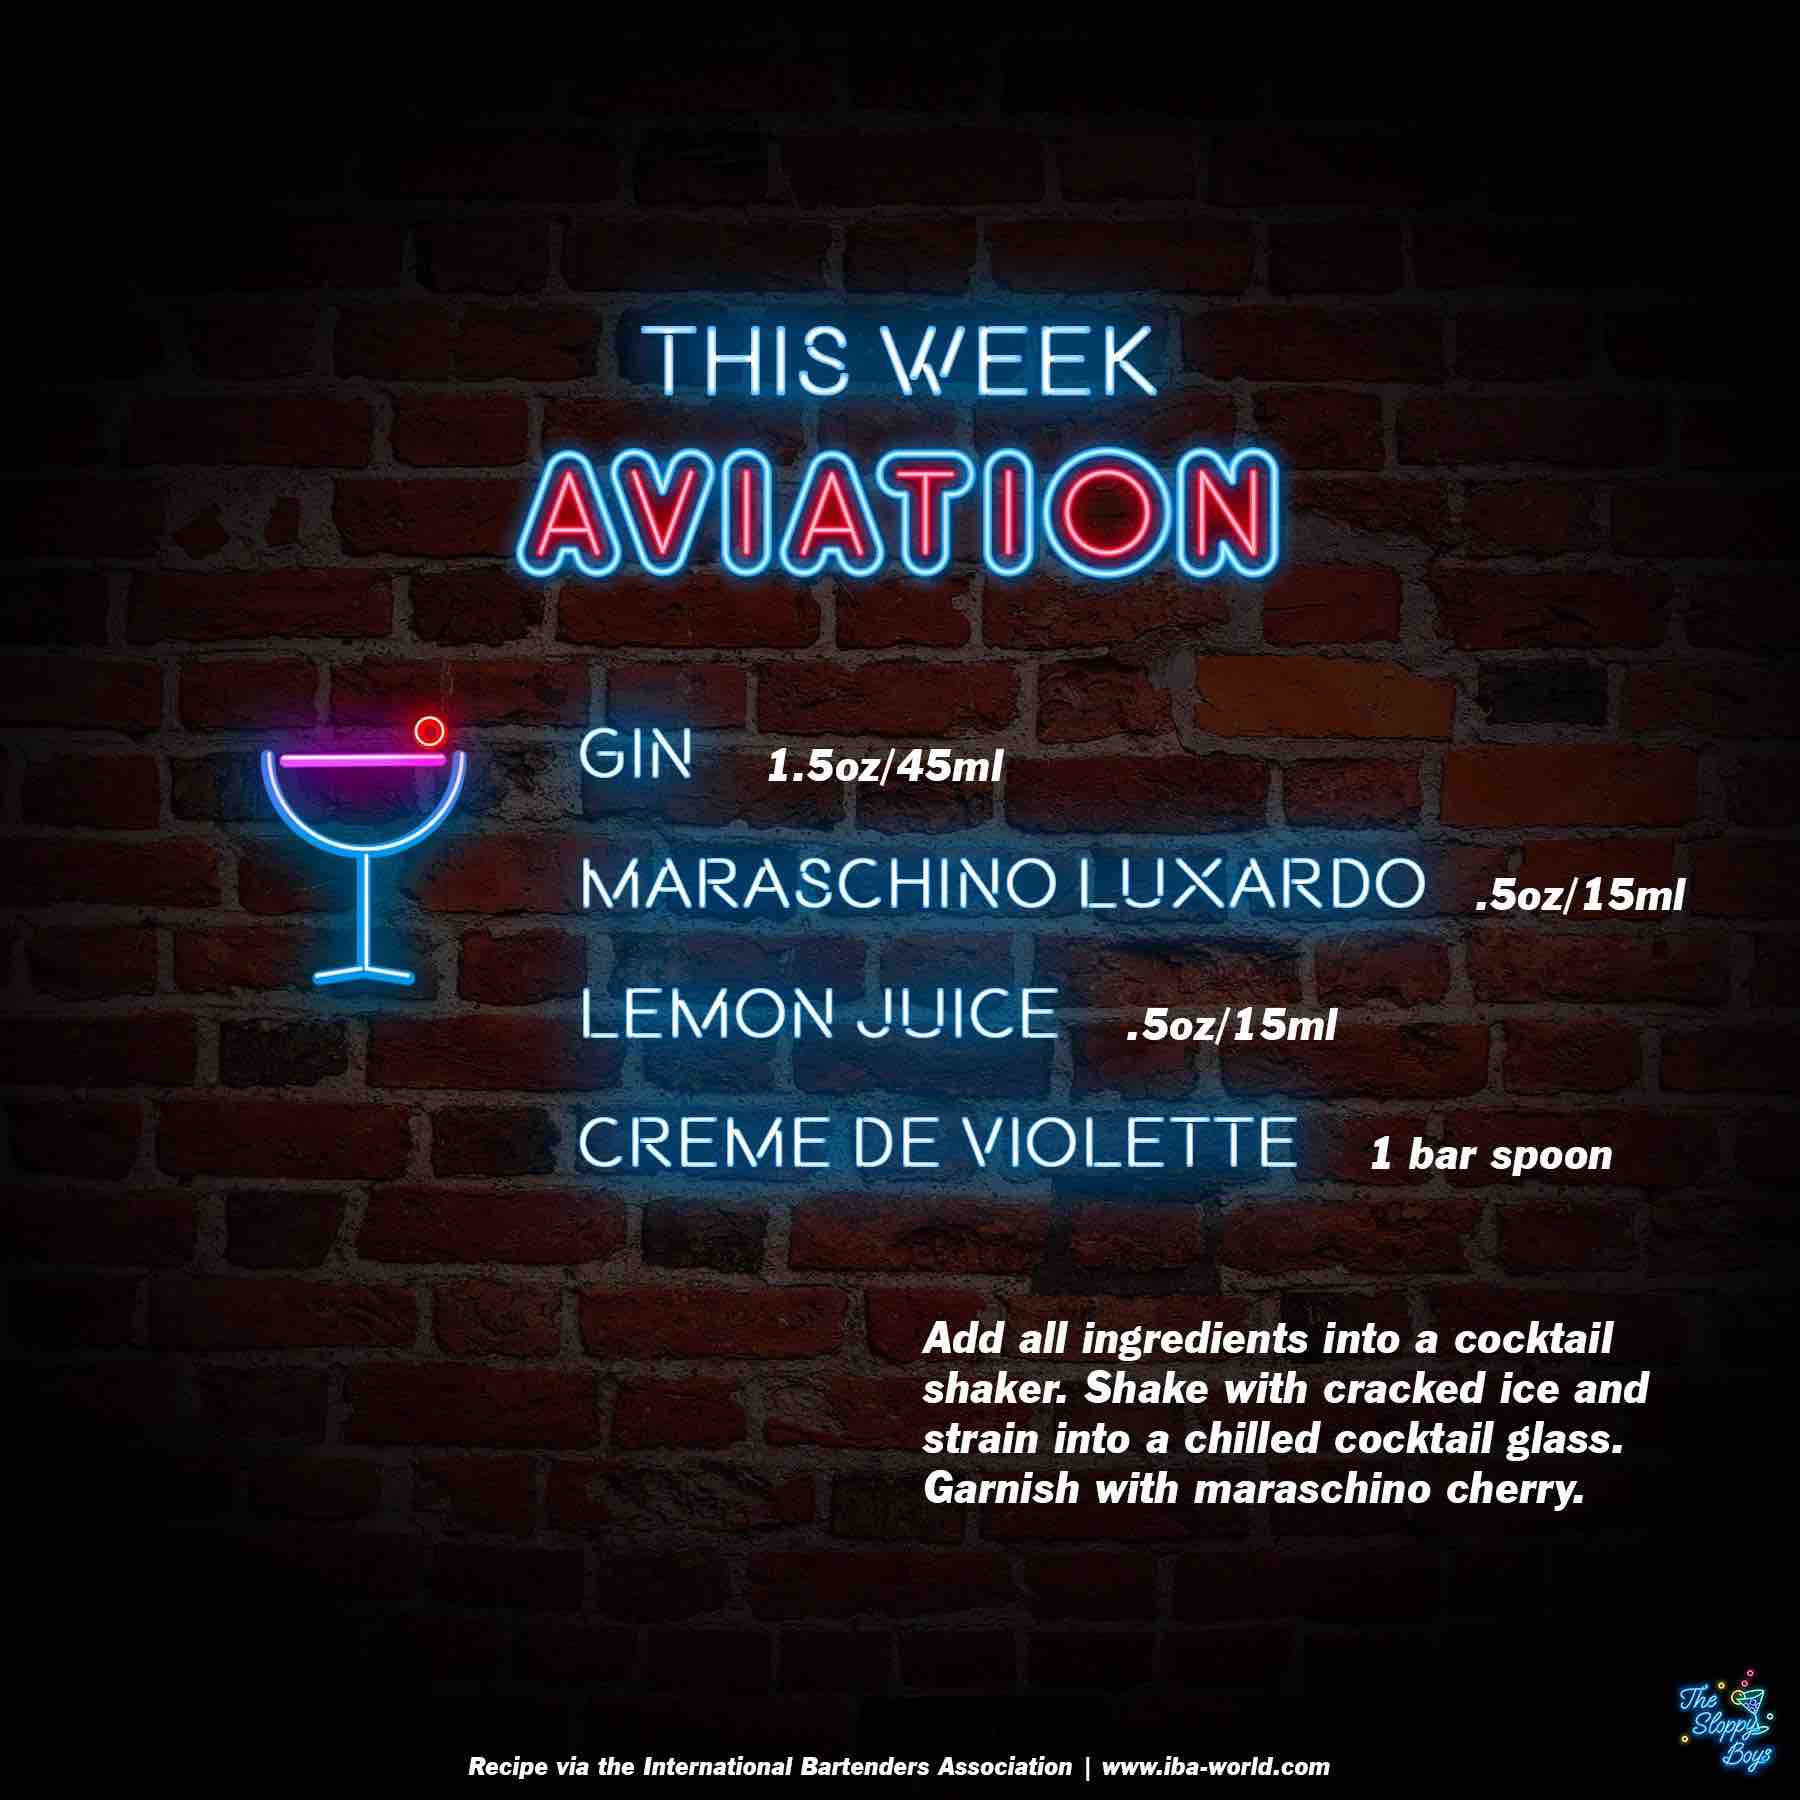 THIS WEEK
AVIATION
GIN 1.5oz/45ml
MARASCHINO LUXARDO .5oz/15ml
LEMON JUICE .5oz/15ml
CREME DE VIOLETTE 1 bar spoon
Add all ingredients into a cocktail
shaker. Shake with cracked ice and
strain into a chilled cocktail glass.
Garnish with maraschino cherry.
The
Sloppy
Boys
Recipe via the International Bartenders Association | www.iba-world.com